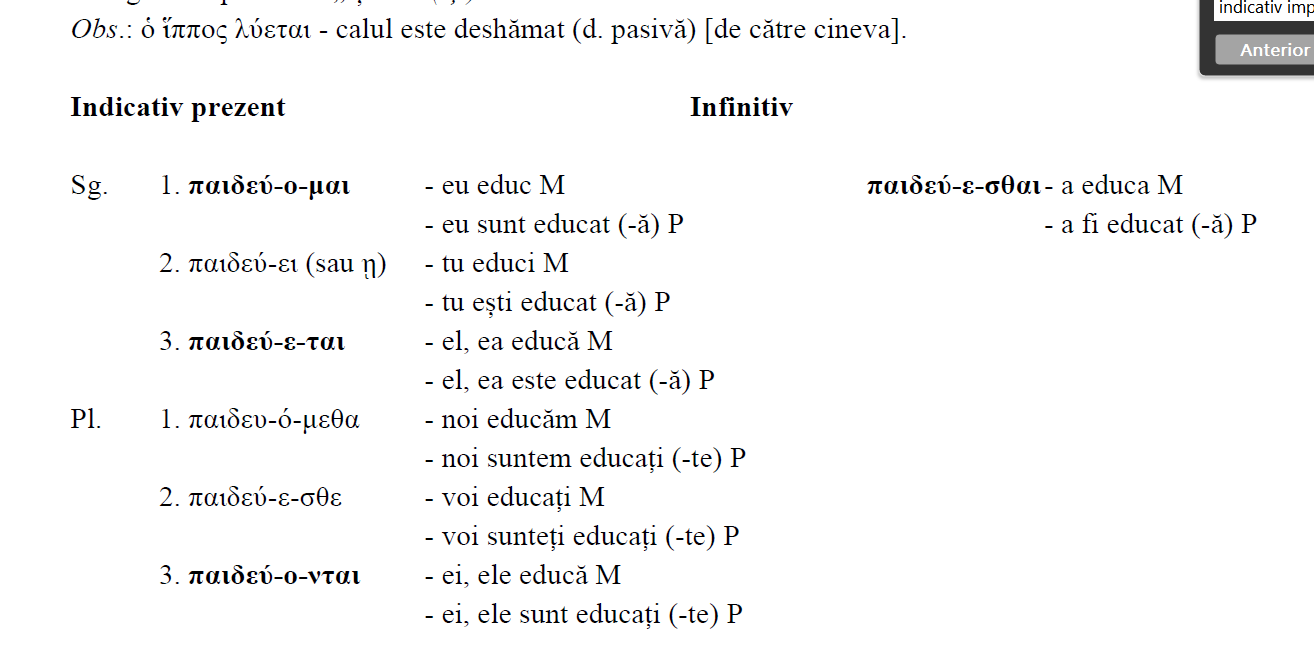 indicativ imp
Obs.: ὁ ἵππος λύεται - calul este deshămat (d. pasivă) [de către cineva].
Anterior
Indicativ prezent Infinitiv
Sg. 1. παιδεύ-ο-μαι - eu educ M παιδεύ-ε-σθαι - a educa M
- eu sunt educat (-ă) P - a fi educat (-ă) P
2. παιδεύ-ει (sau ῃ) - tu educi M
- tu ești educat (-ă) P
3. παιδεύ-ε-ται - el, ea educă M
- el, ea este educat (-ă) P
Pl. 1. παιδευ-ό-μεθα - noi educăm M
- noi suntem educați (-te) P
2. παιδεύ-ε-σθε - voi educați M
- voi sunteți educați (-te) P
3. παιδεύ-ο-νται - ei, ele educă M
- ei, ele sunt educați (-te) P